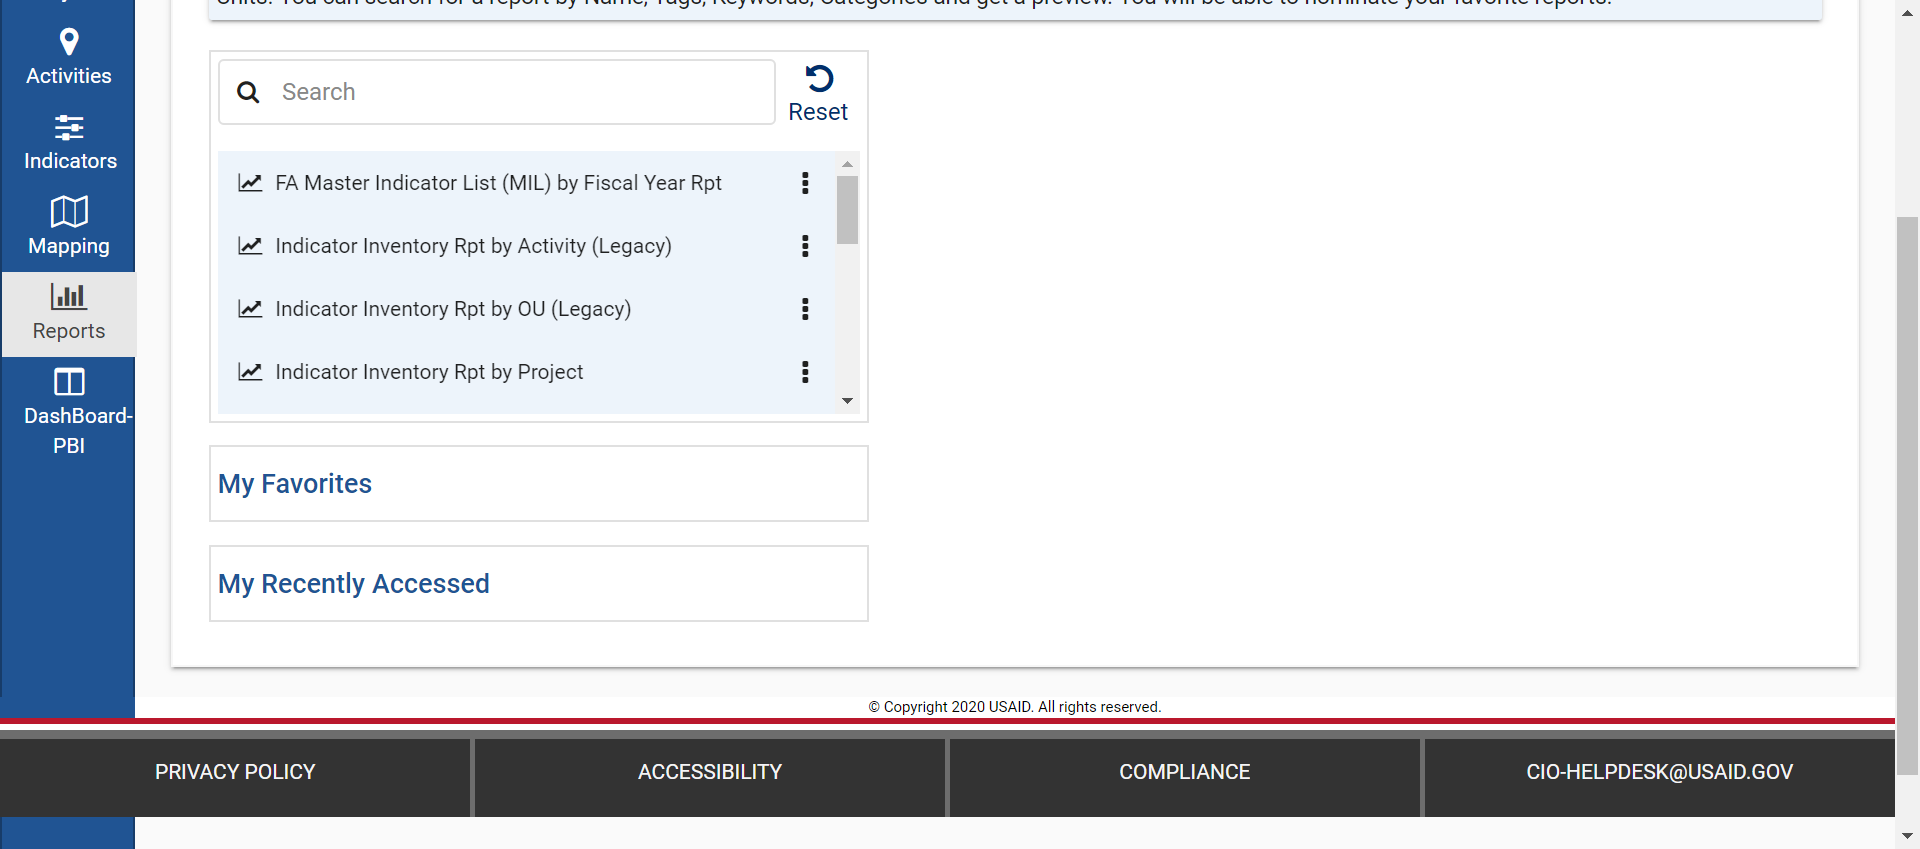 Units. You can search for a report by Name, Tags, Keywords, Categories and get a preview. You will be able to nominate your favorite reports.
Activities
Indicators
Mapping
Reports
DashBoard-
PBI
Search
Reset
FA Master Indicator List (MIL) by Fiscal Year Rpt
Indicator Inventory Rpt by Activity (Legacy)
Indicator Inventory Rpt by OU (Legacy)
Indicator Inventory Rpt by Project
My Favorites
My Recently Accessed
© Copyright 2020 USAID. All rights reserved.
PRIVACY POLICY
ACCESSIBILITY
COMPLIANCE
CIO-HELPDESK@USAID.GOV